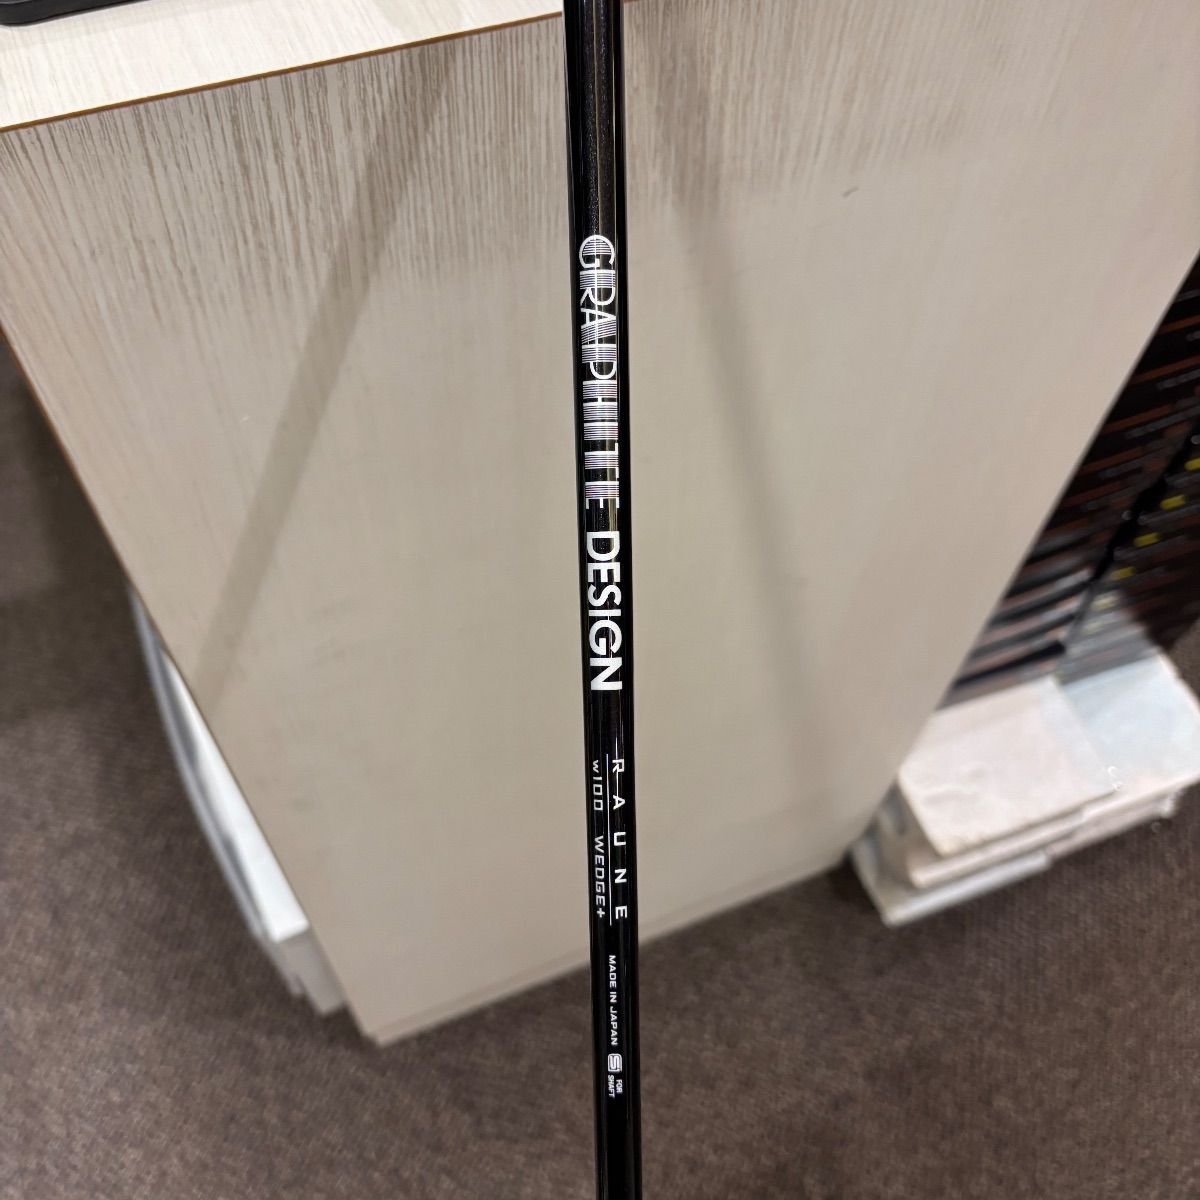 GRAPHITE DESIGN
RAUNE
w100 WEDGE+
MADE IN JAPAN
S
FOR
SHAFT